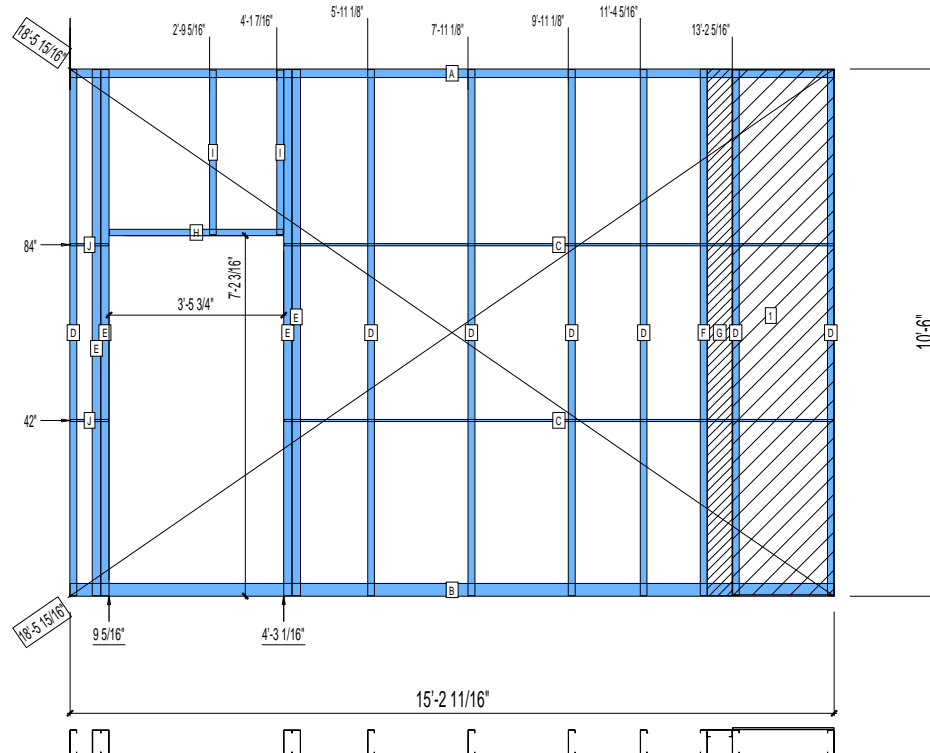 5'-11 1/8" 9'-11 1/8" 11'-4 5/16"
18'-5 15/16" 2'-9 5/16" 4'-1 7/16" 7'-11 1/8" 13'-2 5/16"
A
I I
H
84" J C
7'-2 3/16"
3'-5 3/4"
1
E
D E E D D D D F G D D
10'-6"
E
42" J C
B
18'-5 15/16"
9 5/16" 4'-3 1/16"
15'-2 11/16"